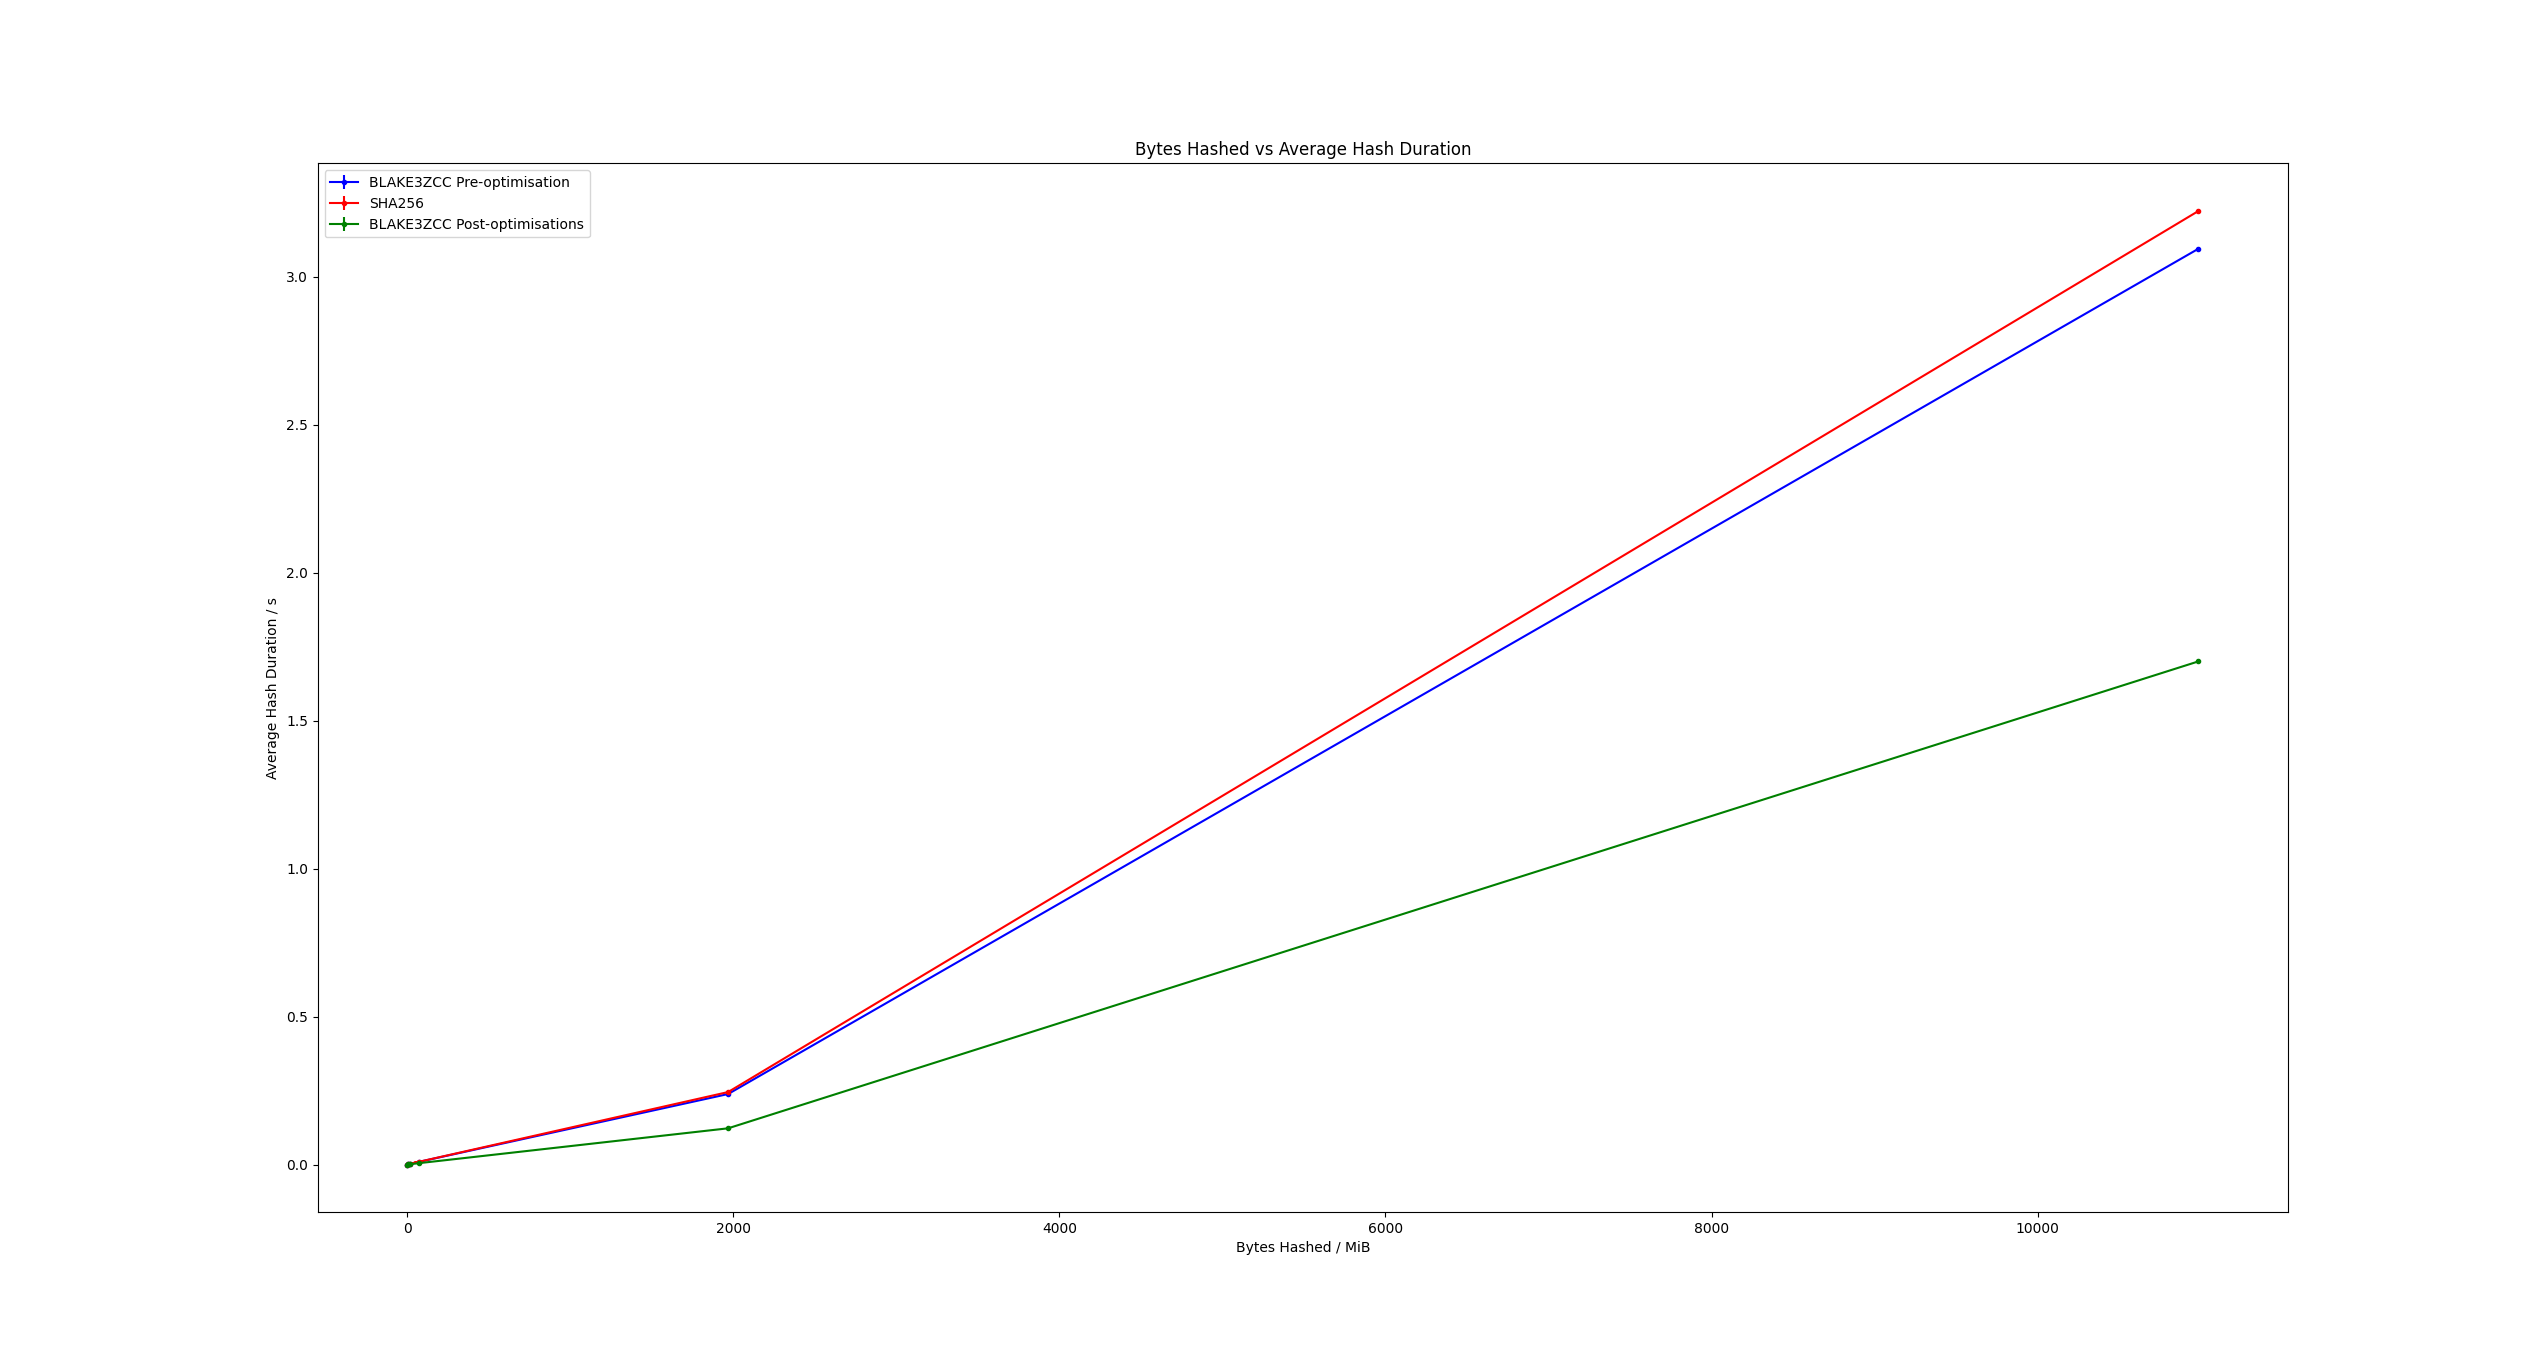 Bytes Hashed vs Average Hash Duration
BLAKE3ZCC Pre-optimisation
SHA256
BLAKE3ZCC Post-optimisations
3.0
2.5
2.0
1.5
1.0
0.5
0.0
Average Hash Duration / s
0 2000 4000 6000 8000 10000
Bytes Hashed / MiB